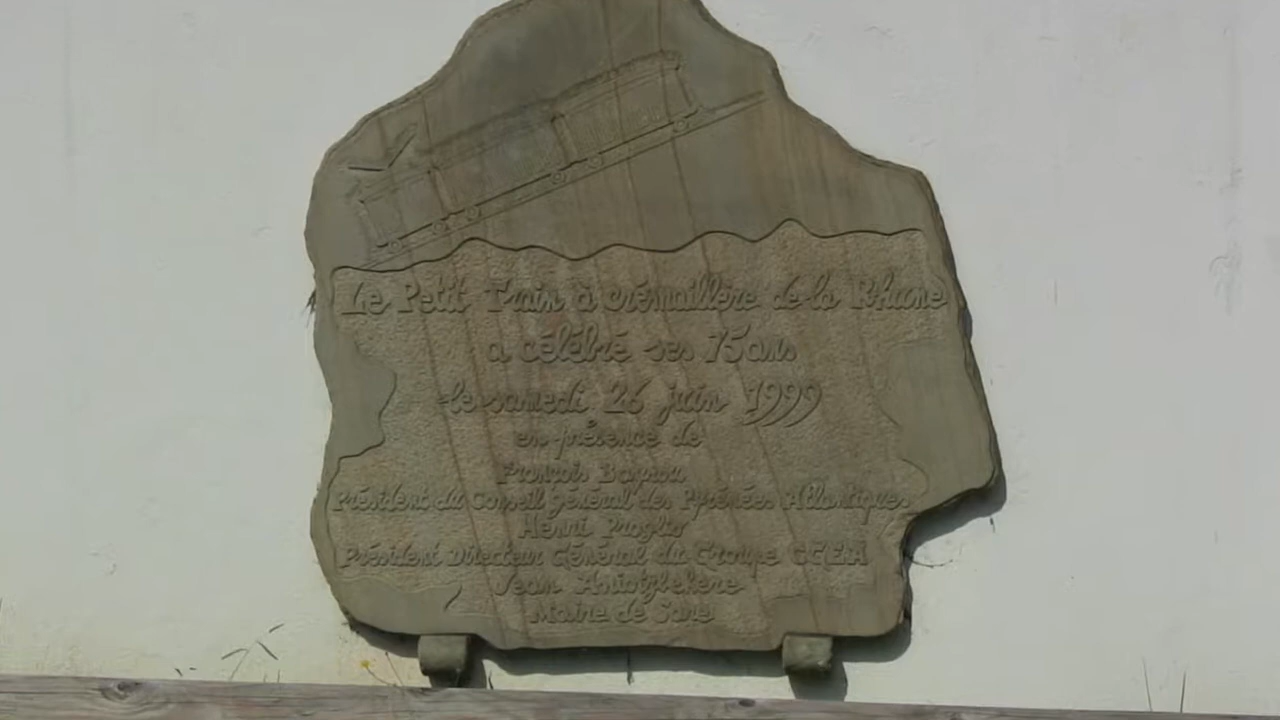 Le Petit Train à crémaillère de la Rhune
a célébré ses 75 ans
le samedi 26 juin 1999
en présence de
François Bayrou
Président du Conseil Général des Pyrénées Atlantiques
Henri Proglio
Président Directeur Général du Groupe CGEA
Jean
Maire de Sare